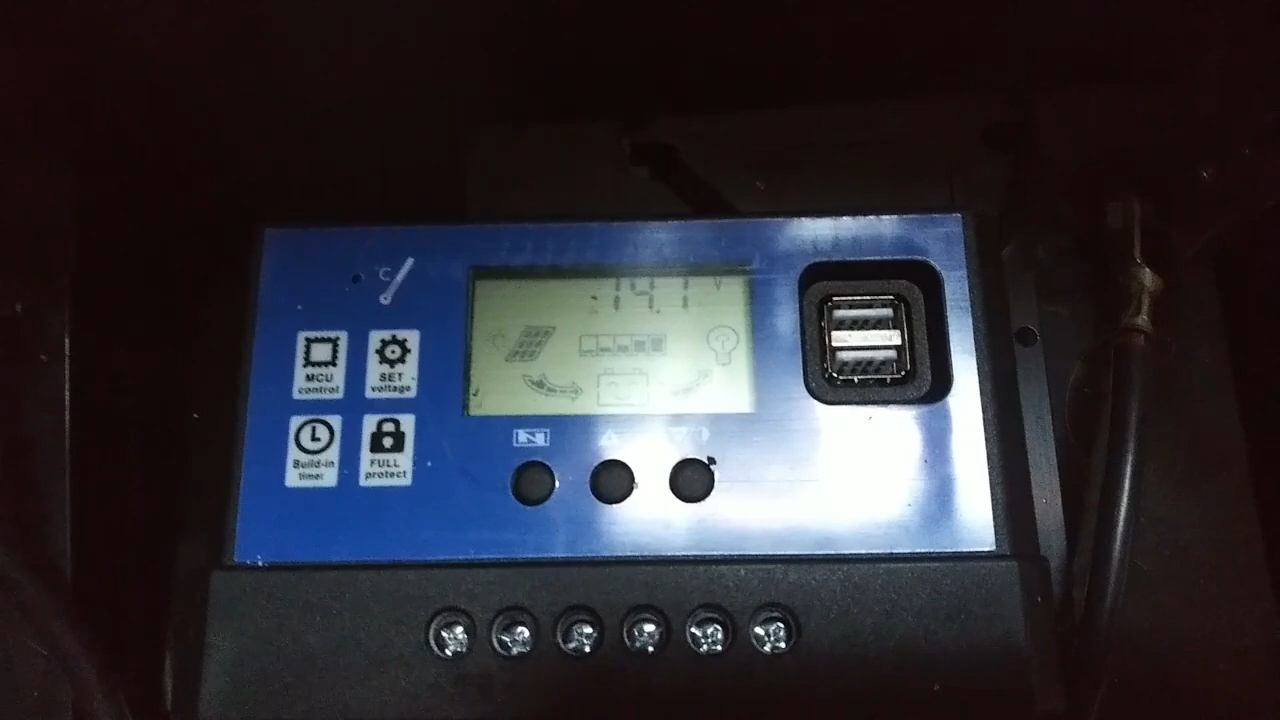 °C
14.1 V
MCU
control
SET
voltage
Build-in
timer
FULL
protect